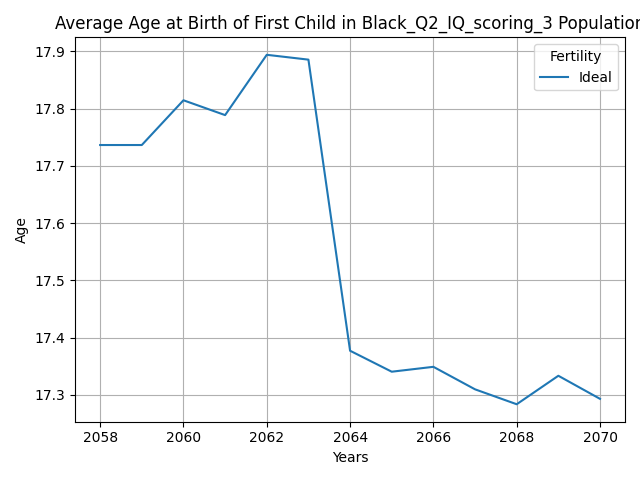 Average Age at Birth of First Child in Black_Q2_IQ_scoring_3 Population
17.9
17.8
17.7
17.6
17.5
17.4
17.3
Age
Fertility
Ideal
2058 2060 2062 2064 2066 2068 2070
Years